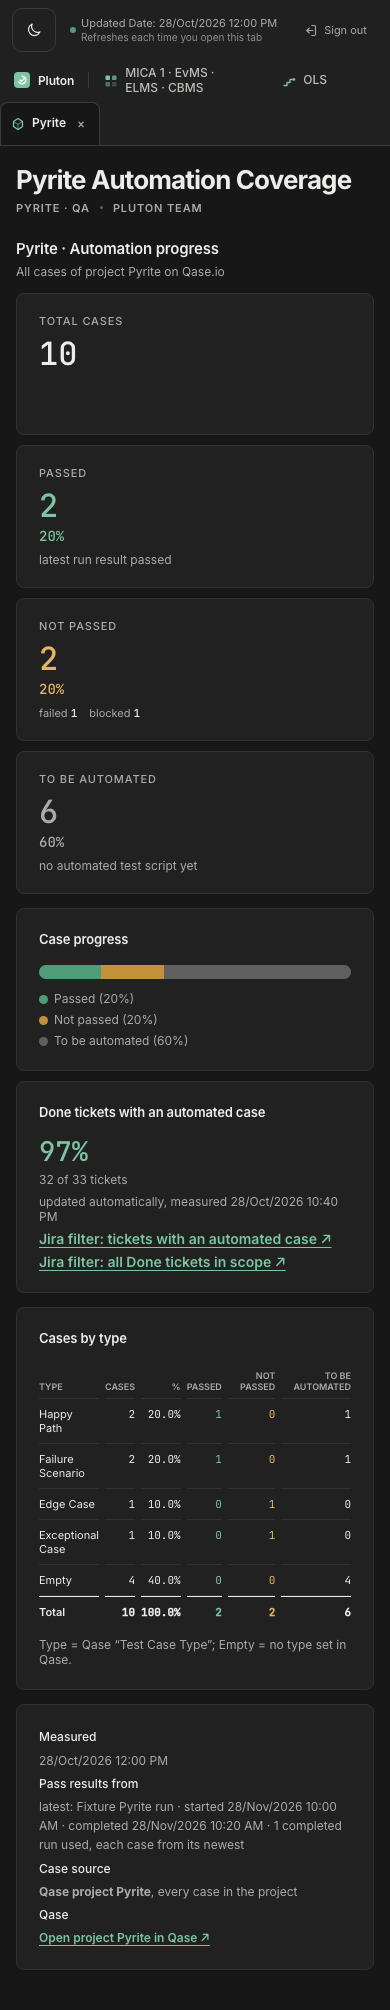 Updated Date: 28/Oct/2026 12:00 PM
Refreshes each time you open this tab
Sign out
Pluton
MICA 1 · EvMS ·
ELMS · CBMS
OLS
Pyrite ×
Pyrite Automation Coverage
PYRITE · QA • PLUTON TEAM
Pyrite · Automation progress
All cases of project Pyrite on Qase.io
TOTAL CASES
10
PASSED
2
20%
latest run result passed
NOT PASSED
2
20%
failed 1 blocked 1
TO BE AUTOMATED
6
60%
no automated test script yet
Case progress
Passed (20%)
Not passed (20%)
To be automated (60%)
Done tickets with an automated case
97%
32 of 33 tickets
updated automatically, measured 28/Oct/2026 10:40
PM
Jira filter: tickets with an automated case ↗
Jira filter: all Done tickets in scope ↗
Cases by type
TYPE CASES % PASSED NOT PASSED TO BE AUTOMATED
Happy Path 2 20.0% 1 0 1
Failure Scenario 2 20.0% 1 0 1
Edge Case 1 10.0% 0 1 0
Exceptional Case 1 10.0% 0 1 0
Empty 4 40.0% 0 0 4
Total 10 100.0% 2 2 6
Type = Qase “Test Case Type”; Empty = no type set in
Qase.
Measured
28/Oct/2026 12:00 PM
Pass results from
latest: Fixture Pyrite run · started 28/Nov/2026 10:00
AM · completed 28/Nov/2026 10:20 AM · 1 completed
run used, each case from its newest
Case source
Qase project Pyrite, every case in the project
Qase
Open project Pyrite in Qase ↗